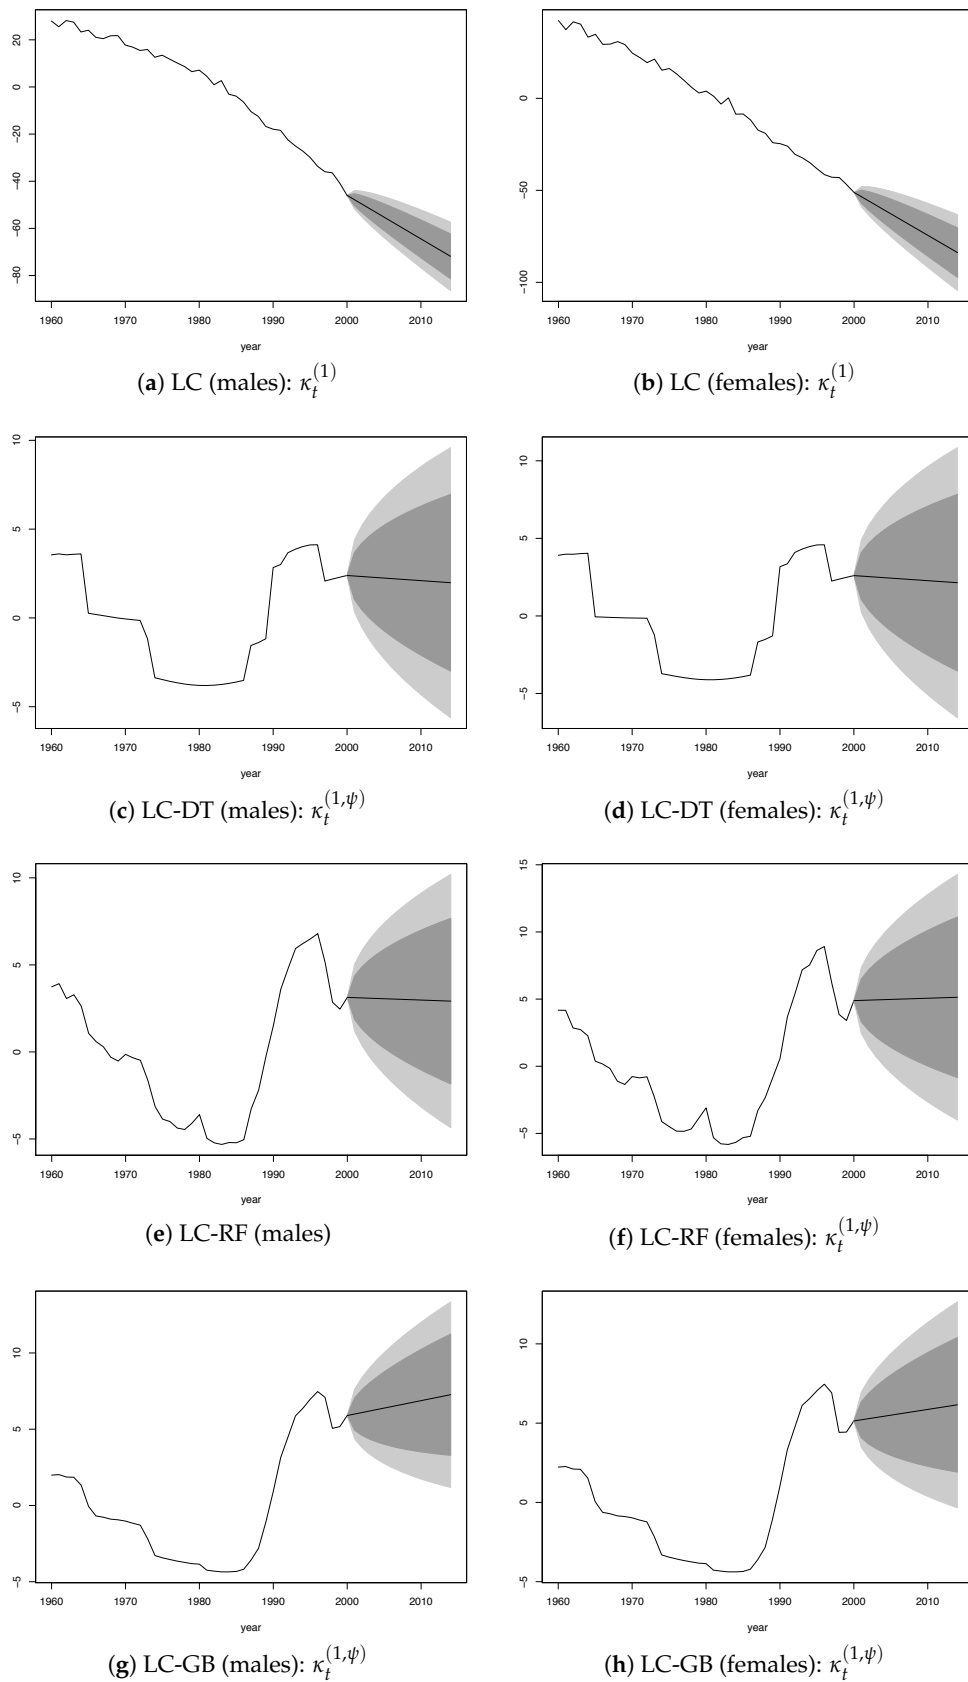 20
0
−20
−40
−60
−80
1960 1970 1980 1990 2000 2010
year
(a) LC (males): κ_t^{(1)}
0
−50
−100
1960 1970 1980 1990 2000 2010
year
(b) LC (females): κ_t^{(1)}
10
5
0
−5
1960 1970 1980 1990 2000 2010
year
(c) LC-DT (males): κ_t^{(1,ψ)}
10
5
0
−5
1960 1970 1980 1990 2000 2010
year
(d) LC-DT (females): κ_t^{(1,ψ)}
10
5
0
−5
1960 1970 1980 1990 2000 2010
year
(e) LC-RF (males)
15
10
5
0
−5
1960 1970 1980 1990 2000 2010
year
(f) LC-RF (females): κ_t^{(1,ψ)}
10
5
0
−5
1960 1970 1980 1990 2000 2010
year
(g) LC-GB (males): κ_t^{(1,ψ)}
10
5
0
−5
1960 1970 1980 1990 2000 2010
year
(h) LC-GB (females): κ_t^{(1,ψ)}